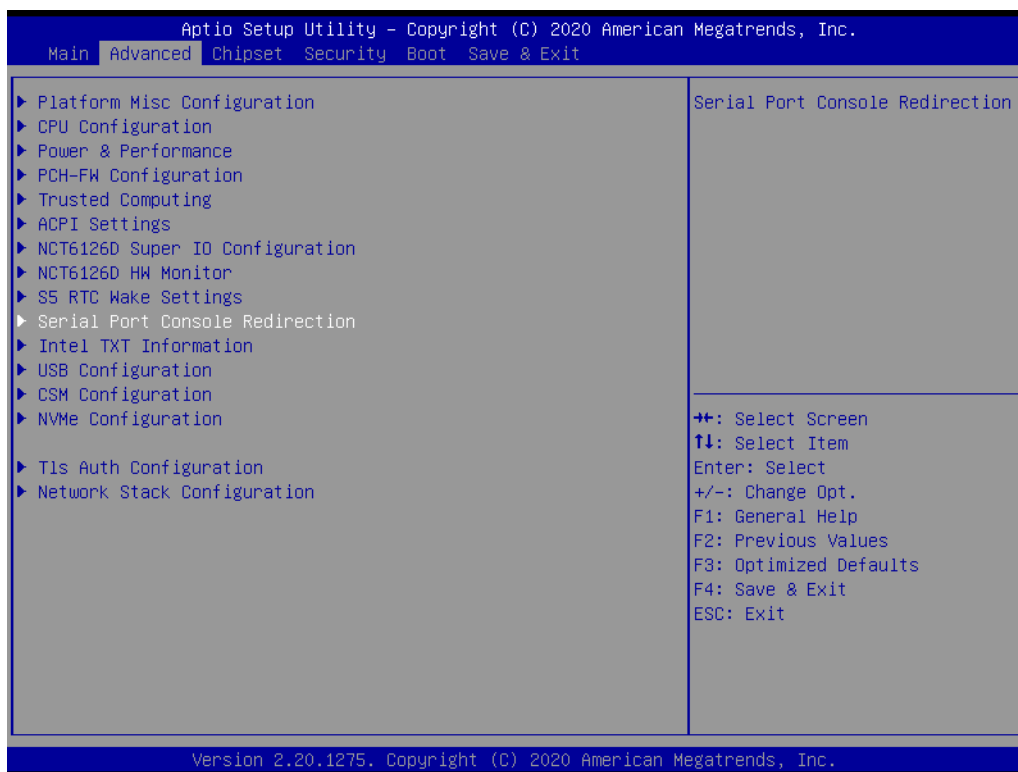 Aptio Setup Utility – Copyright (C) 2020 American Megatrends, Inc.
Main Advanced Chipset Security Boot Save & Exit
▶ Platform Misc Configuration
▶ CPU Configuration
▶ Power & Performance
▶ PCH-FW Configuration
▶ Trusted Computing
▶ ACPI Settings
▶ NCT6126D Super IO Configuration
▶ NCT6126D HW Monitor
▶ S5 RTC Wake Settings
▶ Serial Port Console Redirection
▶ Intel TXT Information
▶ USB Configuration
▶ CSM Configuration
▶ NVMe Configuration
▶ Tls Auth Configuration
▶ Network Stack Configuration
Serial Port Console Redirection
→←: Select Screen
↑↓: Select Item
Enter: Select
+/-: Change Opt.
F1: General Help
F2: Previous Values
F3: Optimized Defaults
F4: Save & Exit
ESC: Exit
Version 2.20.1275. Copyright (C) 2020 American Megatrends, Inc.